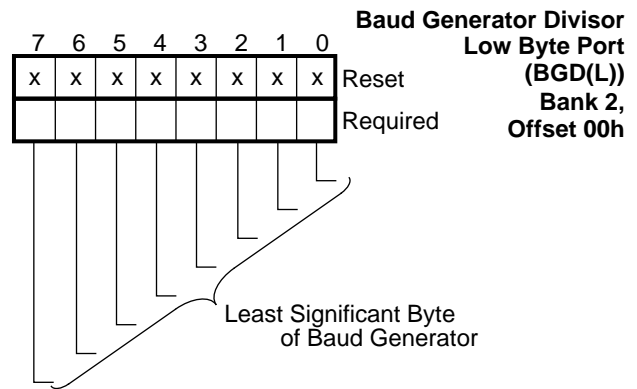 Baud Generator Divisor
Low Byte Port
(BGD(L))
Bank 2,
Offset 00h
7 6 5 4 3 2 1 0
x x x x x x x x Reset
Required
Least Significant Byte
of Baud Generator